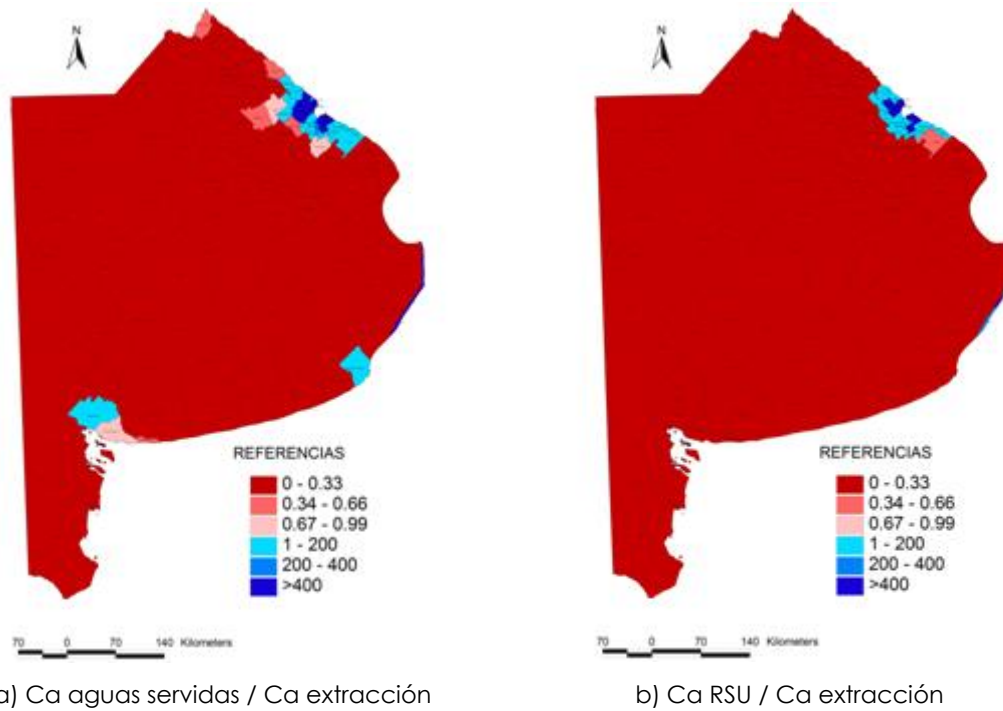 N
REFERENCIAS
0 - 0.33
0.34 - 0.66
0.67 - 0.99
1 - 200
200 - 400
>400
70 0 70 140 Kilometers
a) Ca aguas servidas / Ca extracción
N
REFERENCIAS
0 - 0.33
0.34 - 0.66
0.67 - 0.99
1 - 200
200 - 400
>400
70 0 70 140 Kilometers
b) Ca RSU / Ca extracción